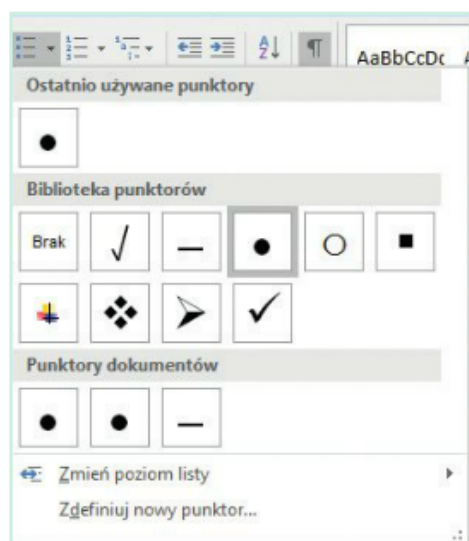 AaBbCcDc
Ostatnio używane punktory
Biblioteka punktorów
Brak
Punktory dokumentów
Zmień poziom listy
Zdefiniuj nowy punktor...